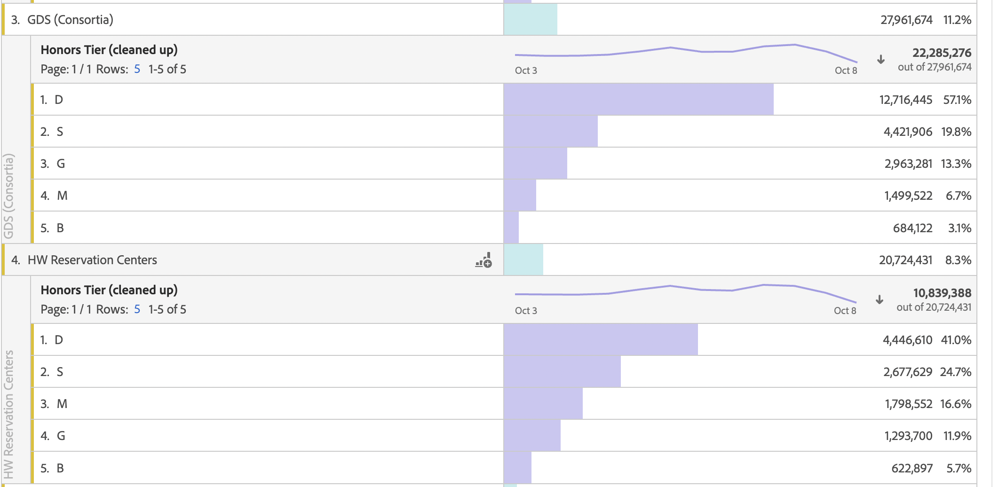 3. GDS (Consortia) 27,961,674 11.2%
GDS (Consortia)
Honors Tier (cleaned up)
Page: 1 / 1 Rows: 5 1-5 of 5
Oct 3 Oct 8
22,285,276
out of 27,961,674
1. D 12,716,445 57.1%
2. S 4,421,906 19.8%
3. G 2,963,281 13.3%
4. M 1,499,522 6.7%
5. B 684,122 3.1%
4. HW Reservation Centers 20,724,431 8.3%
HW Reservation Centers
Honors Tier (cleaned up)
Page: 1 / 1 Rows: 5 1-5 of 5
Oct 3 Oct 8
10,839,388
out of 20,724,431
1. D 4,446,610 41.0%
2. S 2,677,629 24.7%
3. M 1,798,552 16.6%
4. G 1,293,700 11.9%
5. B 622,897 5.7%